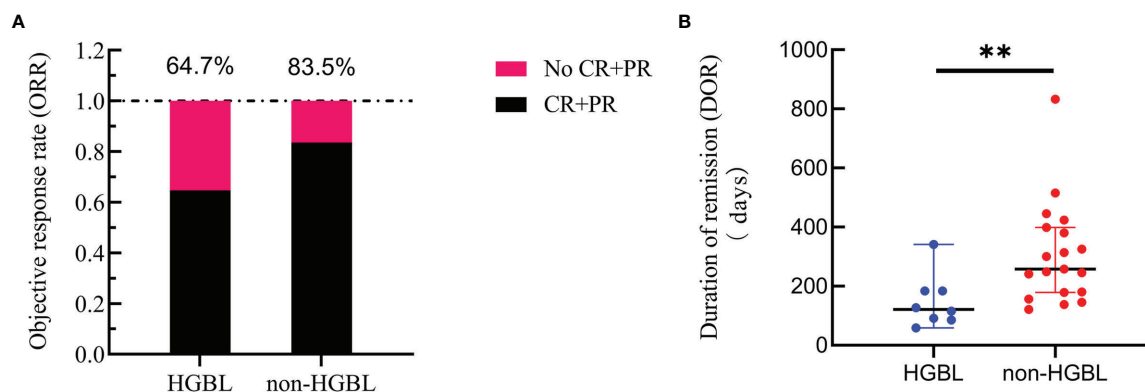 A
Objective response rate (ORR)
1.2
1.0
0.8
0.6
0.4
0.2
0.0
64.7%
83.5%
HGBL
non-HGBL
No CR+PR
CR+PR
B
Duration of remission (DOR)
( days)
1000
800
600
400
200
0
**
HGBL
non-HGBL